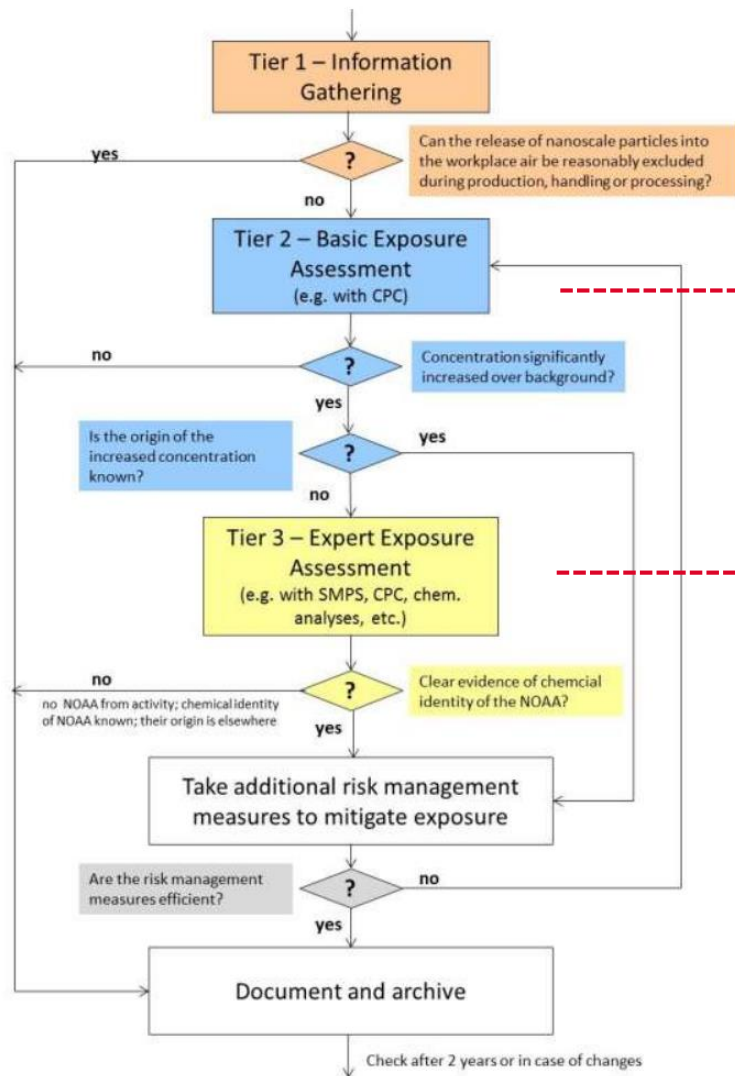 Tier 1 – Information
Gathering
Can the release of nanoscale particles into
the workplace air be reasonably excluded
during production, handling or processing?
yes
?
no
Tier 2 – Basic Exposure
Assessment
(e.g. with CPC)
no
?
Concentration significantly
increased over background?
yes
Is the origin of the
increased concentration
known?
?
yes
no
Tier 3 – Expert Exposure
Assessment
(e.g. with SMPS, CPC, chem.
analyses, etc.)
no
no NOAA from activity; chemical identity
of NOAA known; their origin is elsewhere
?
Clear evidence of chemcial
identity of the NOAA?
yes
Take additional risk management
measures to mitigate exposure
Are the risk management
measures efficient?
?
no
yes
Document and archive
Check after 2 years or in case of changes